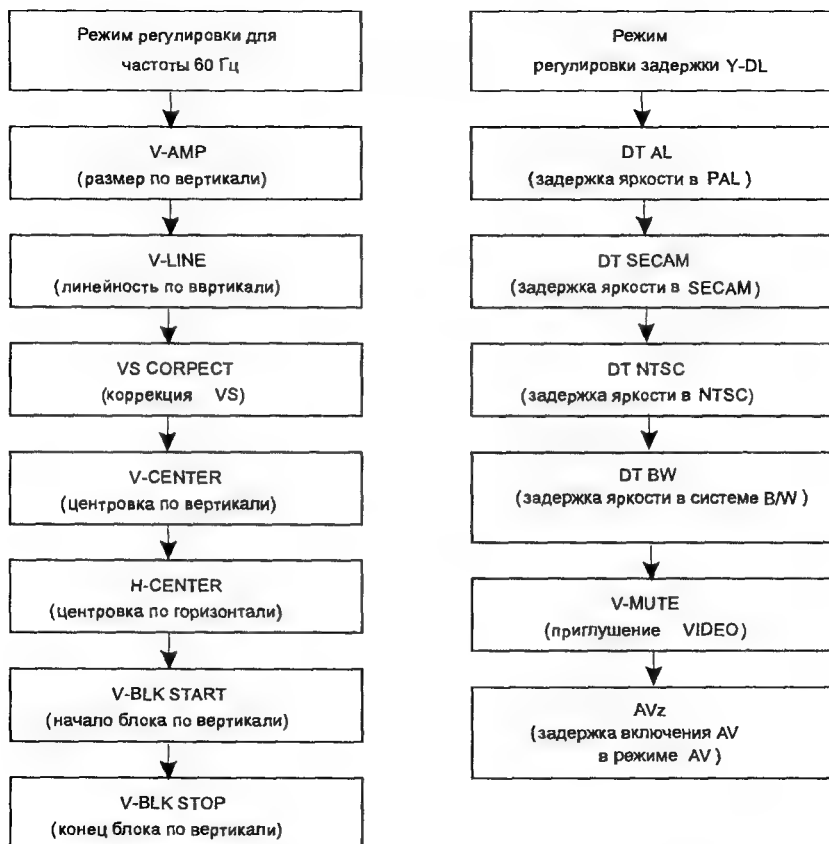 Режим регулировки для
частоты 60 Гц
V-AMP
(размер по вертикали)
V-LINE
(линейность по ввртикали)
VS CORPECT
(коррекция VS)
V-CENTER
(центровка по вертикали)
H-CENTER
(центровка по горизонтали)
V-BLK START
(начало блока по вертикали)
V-BLK STOP
(конец блока по вертикали)
Режим
регулировки задержки Y-DL
DT AL
(задержка яркости в PAL)
DT SECAM
(задержка яркости в SECAM)
DT NTSC
(задержка яркости в NTSC)
DT BW
(задержка яркости в системе B/W)
V-MUTE
(приглушение VIDEO)
AVz
(задержка включения AV
в режиме AV)